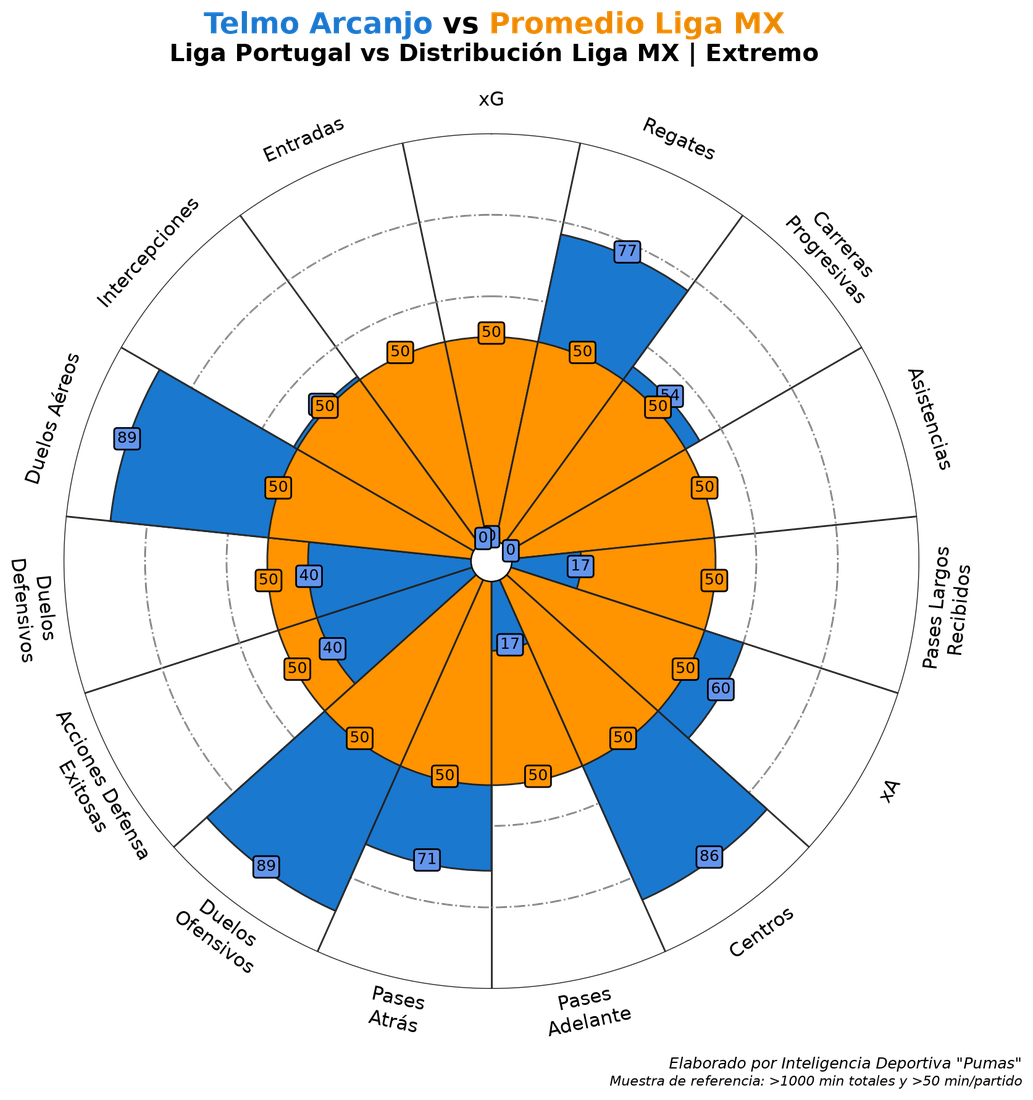 Telmo Arcanjo vs Promedio Liga MX
Liga Portugal vs Distribución Liga MX | Extremo
xG
Regates
Carreras
Progresivas
Asistencias
Pases Largos
Recibidos
xA
Centros
Pases
Adelante
Pases
Atrás
Duelos
Ofensivos
Acciones Defensa
Exitosas
Duelos
Defensivos
Duelos Aéreos
Intercepciones
Entradas
50
77
50
54
50
0
50
17
50
60
50
86
50
17
50
71
50
89
50
40
50
40
50
89
50
50
50
0
50
Elaborado por Inteligencia Deportiva "Pumas"
Muestra de referencia: >1000 min totales y >50 min/partido